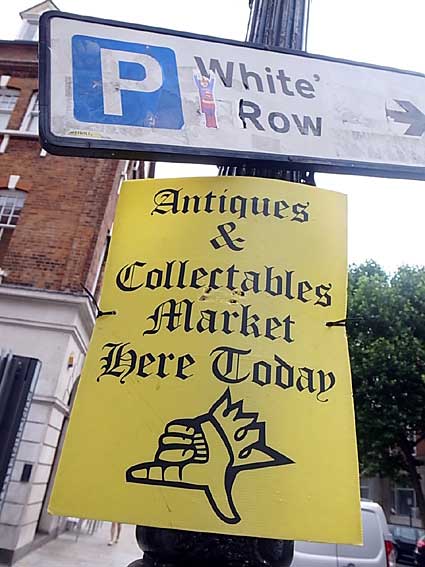 P White'
Row
Antiques
&
Collectables
Market
Here Today